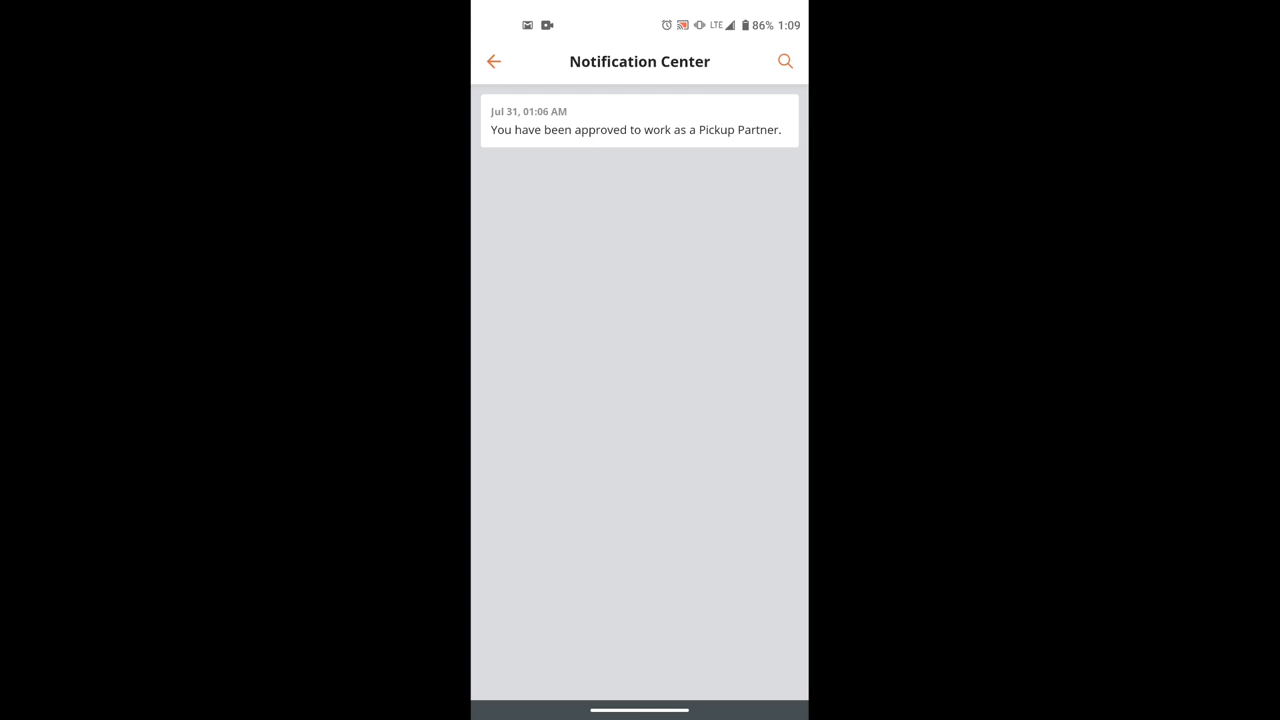 LTE 86% 1:09
Notification Center
Jul 31, 01:06 AM
You have been approved to work as a Pickup Partner.